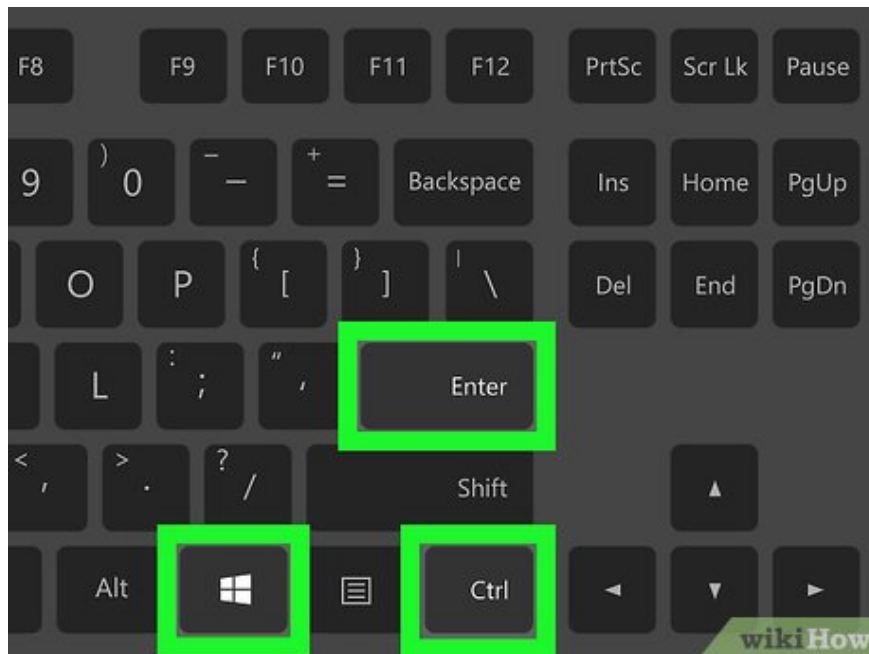 F8 F9 F10 F11 F12 PrtSc Scr Lk Pause
9 ) 0 _ – + = Backspace Ins Home PgUp
O P { [ } ] | \ Del End PgDn
L : ; " ' Enter
< , > . ? / Shift
Alt Ctrl
wikiHow